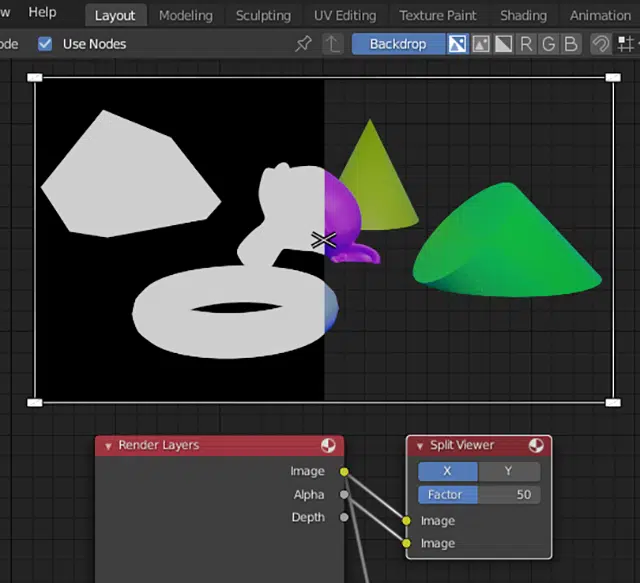 w Help Layout Modeling Sculpting UV Editing Texture Paint Shading Animation
ode Use Nodes Backdrop R G B
Render Layers
Image
Alpha
Depth
Split Viewer
X Y
Factor 50
Image
Image